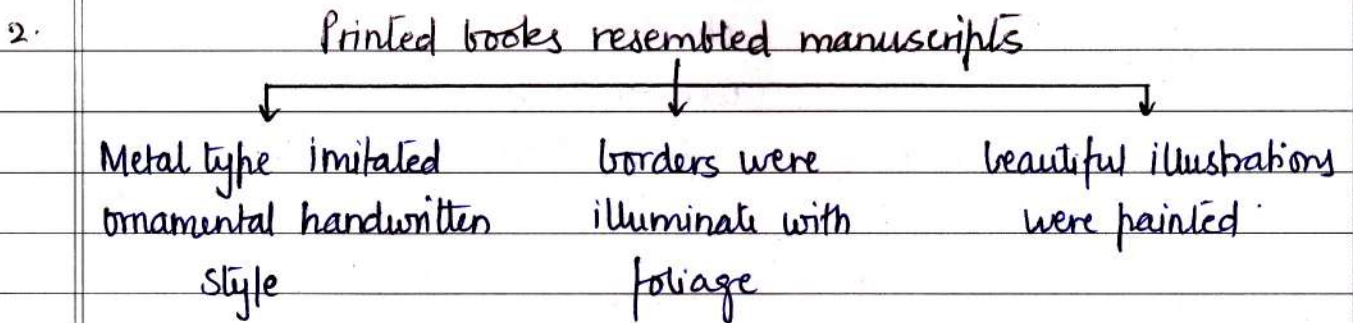 2. Printed books resembled manuscripts
Metal type imitated borders were beautiful illustrations
ornamental handwritten illuminate with were painted.
style foliage